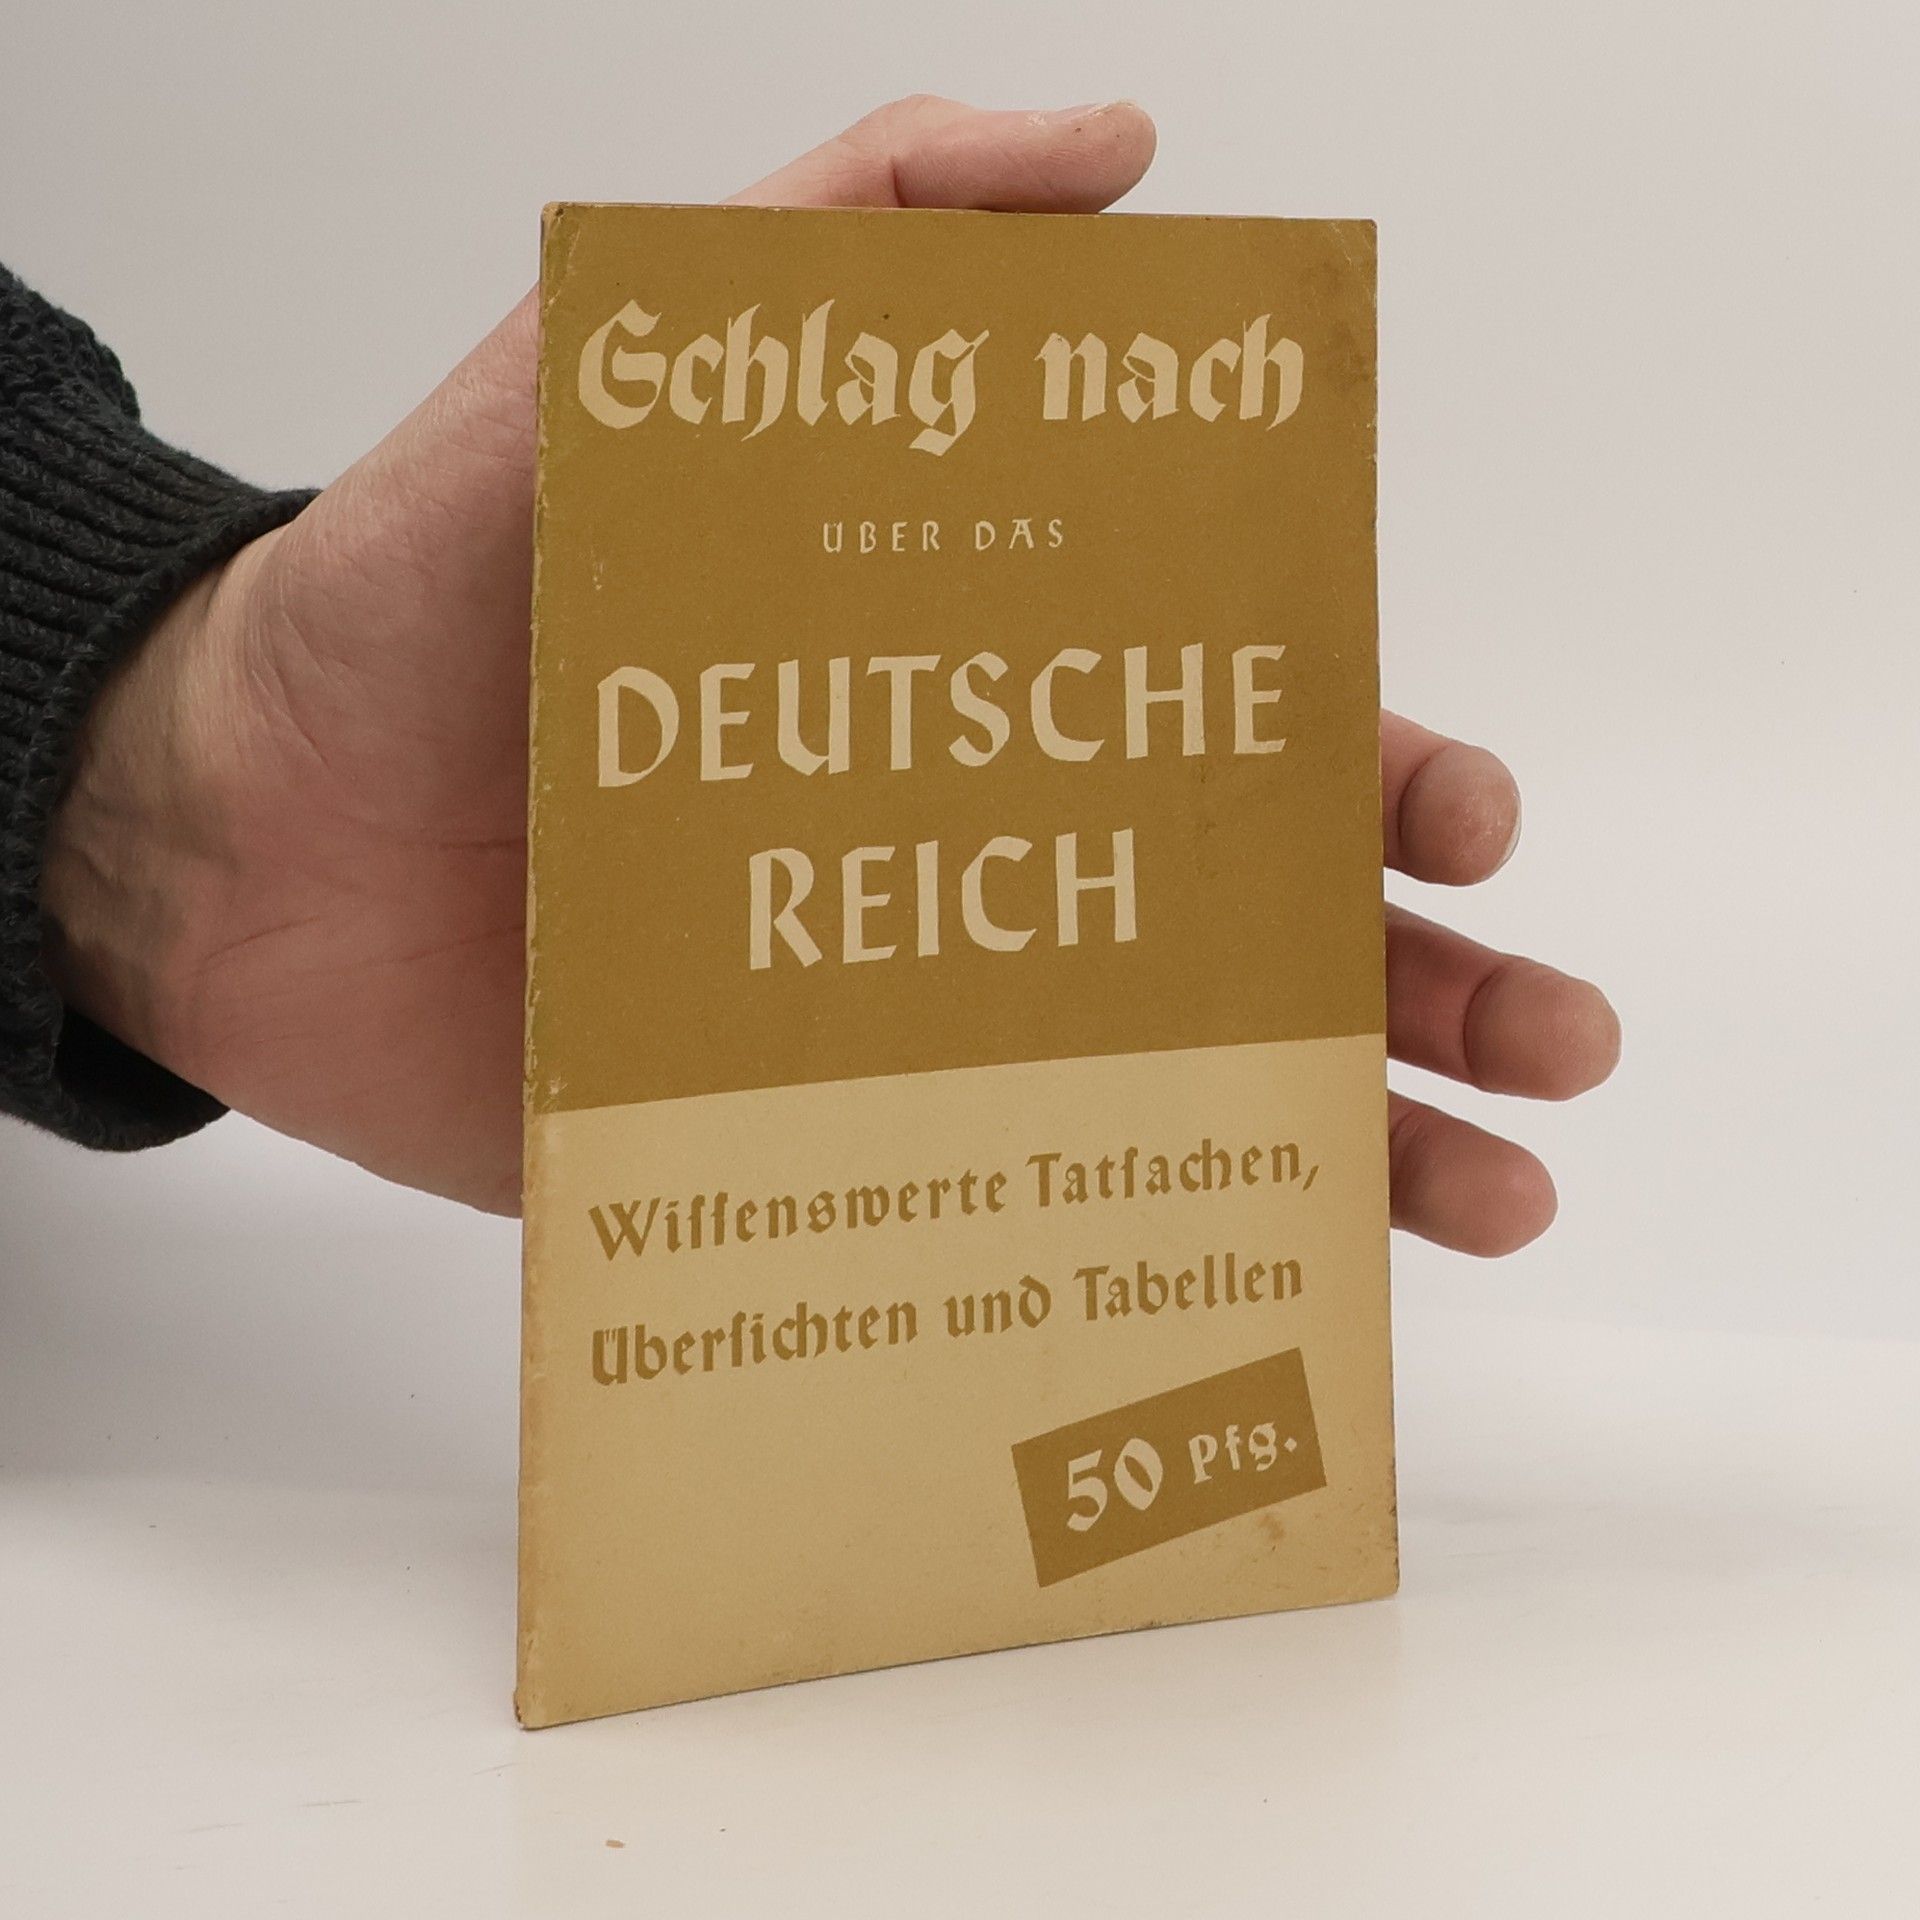 Schlag nach
ÜBER DAS
DEUTSCHE
REICH
Wiſſenswerte Tatſachen,
Überſichten und Tabellen
50 Pfg.